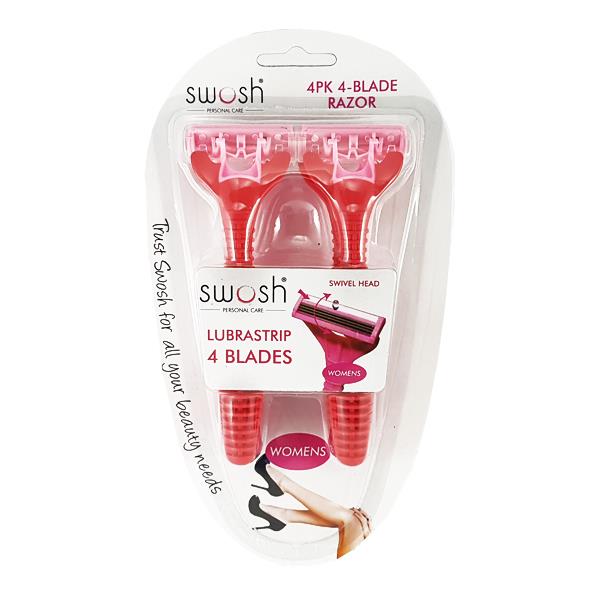 swosh®
PERSONAL CARE
4PK 4-BLADE
RAZOR
Trust Swosh for all your beauty needs
swosh®
PERSONAL CARE
LUBRASTRIP
4 BLADES
SWIVEL HEAD
WOMENS
WOMENS